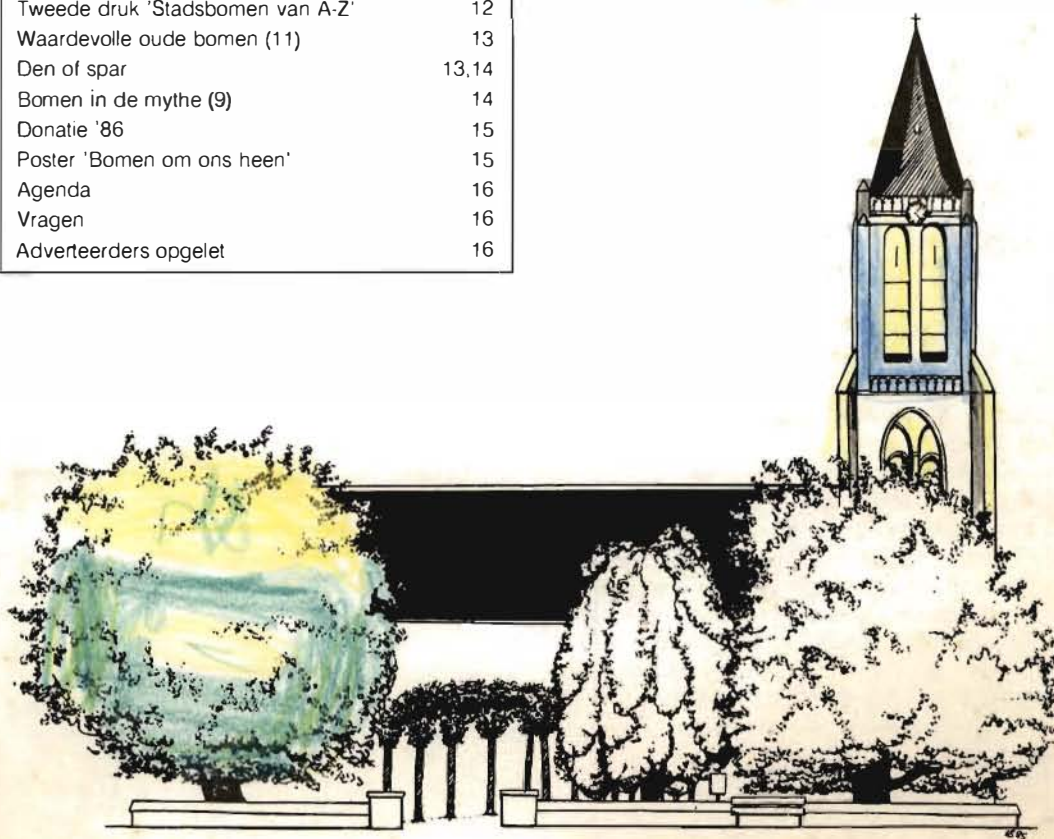 Tweede druk 'Stadsbomen van A-Z' 12
Waardevolle oude bomen (11) 13
Den of spar 13,14
Bomen in de mythe (9) 14
Donatie '86 15
Poster 'Bomen om ons heen' 15
Agenda 16
Vragen 16
Adverteerders opgelet 16